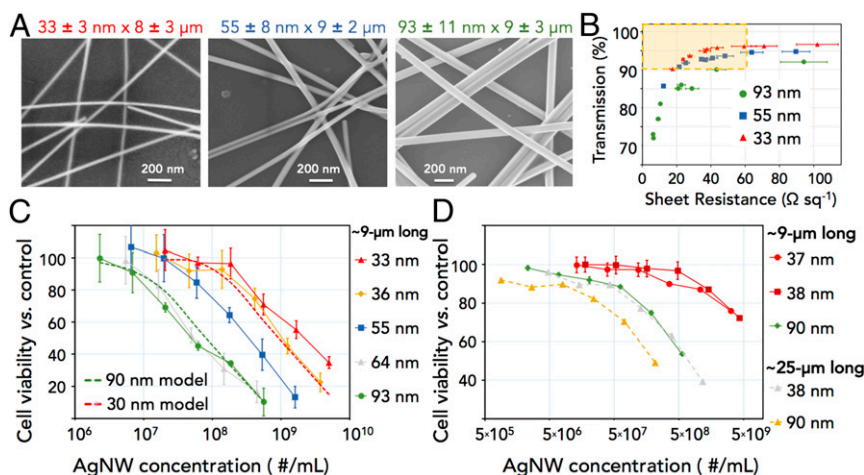 A
33 ± 3 nm x 8 ± 3 µm
55 ± 8 nm x 9 ± 2 µm
93 ± 11 nm x 9 ± 3 µm
200 nm
200 nm
200 nm
B
Transmission (%)
100
90
80
70
93 nm
55 nm
33 nm
0
20
40
60
80
100
Sheet Resistance (Ω sq⁻¹)
C
Cell viability vs. control
120
100
80
60
40
20
90 nm model
30 nm model
10⁶
10⁷
10⁸
10⁹
10¹⁰
AgNW concentration ( #/mL)
~9-µm long
33 nm
36 nm
55 nm
64 nm
93 nm
D
Cell viability vs. control
120
100
80
60
40
5×10⁵
5×10⁶
5×10⁷
5×10⁸
5×10⁹
AgNW concentration ( #/mL)
~9-µm long
37 nm
38 nm
90 nm
~25-µm long
38 nm
90 nm